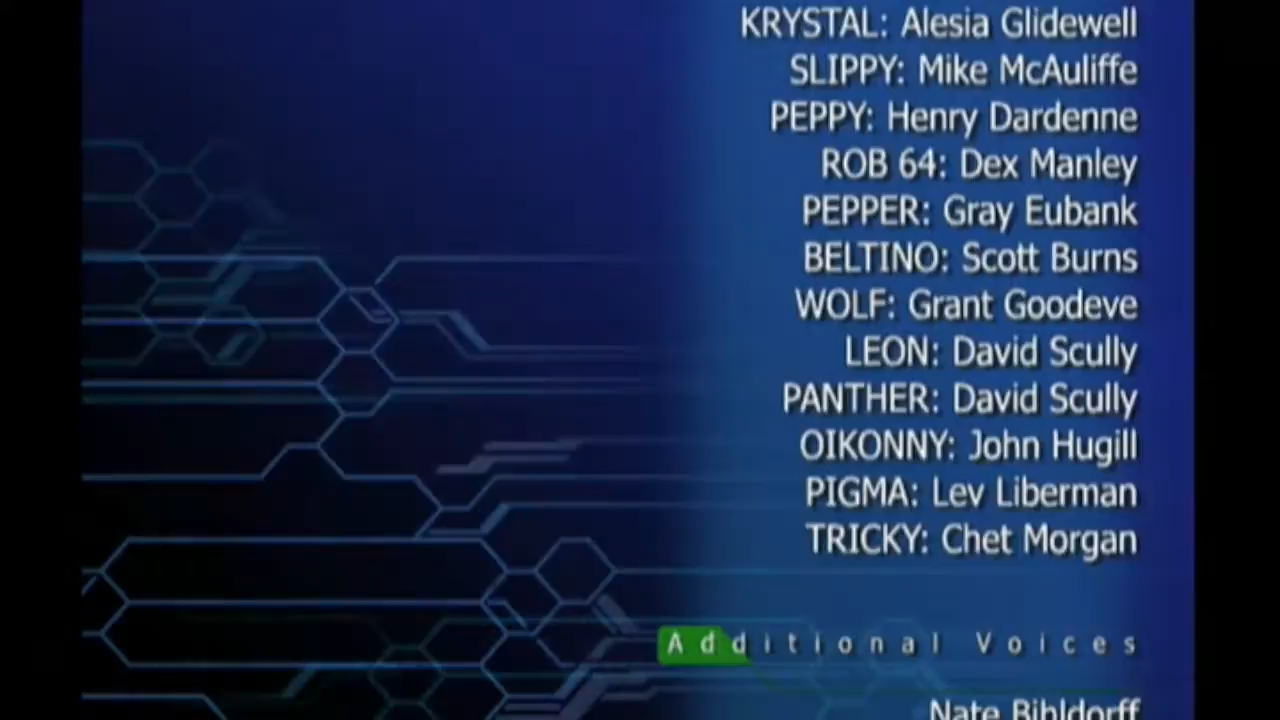 KRYSTAL: Alesia Glidewell
SLIPPY: Mike McAuliffe
PEPPY: Henry Dardenne
ROB 64: Dex Manley
PEPPER: Gray Eubank
BELTINO: Scott Burns
WOLF: Grant Goodeve
LEON: David Scully
PANTHER: David Scully
OIKONNY: John Hugill
PIGMA: Lev Liberman
TRICKY: Chet Morgan
Additional Voices
Nate Bihldorff